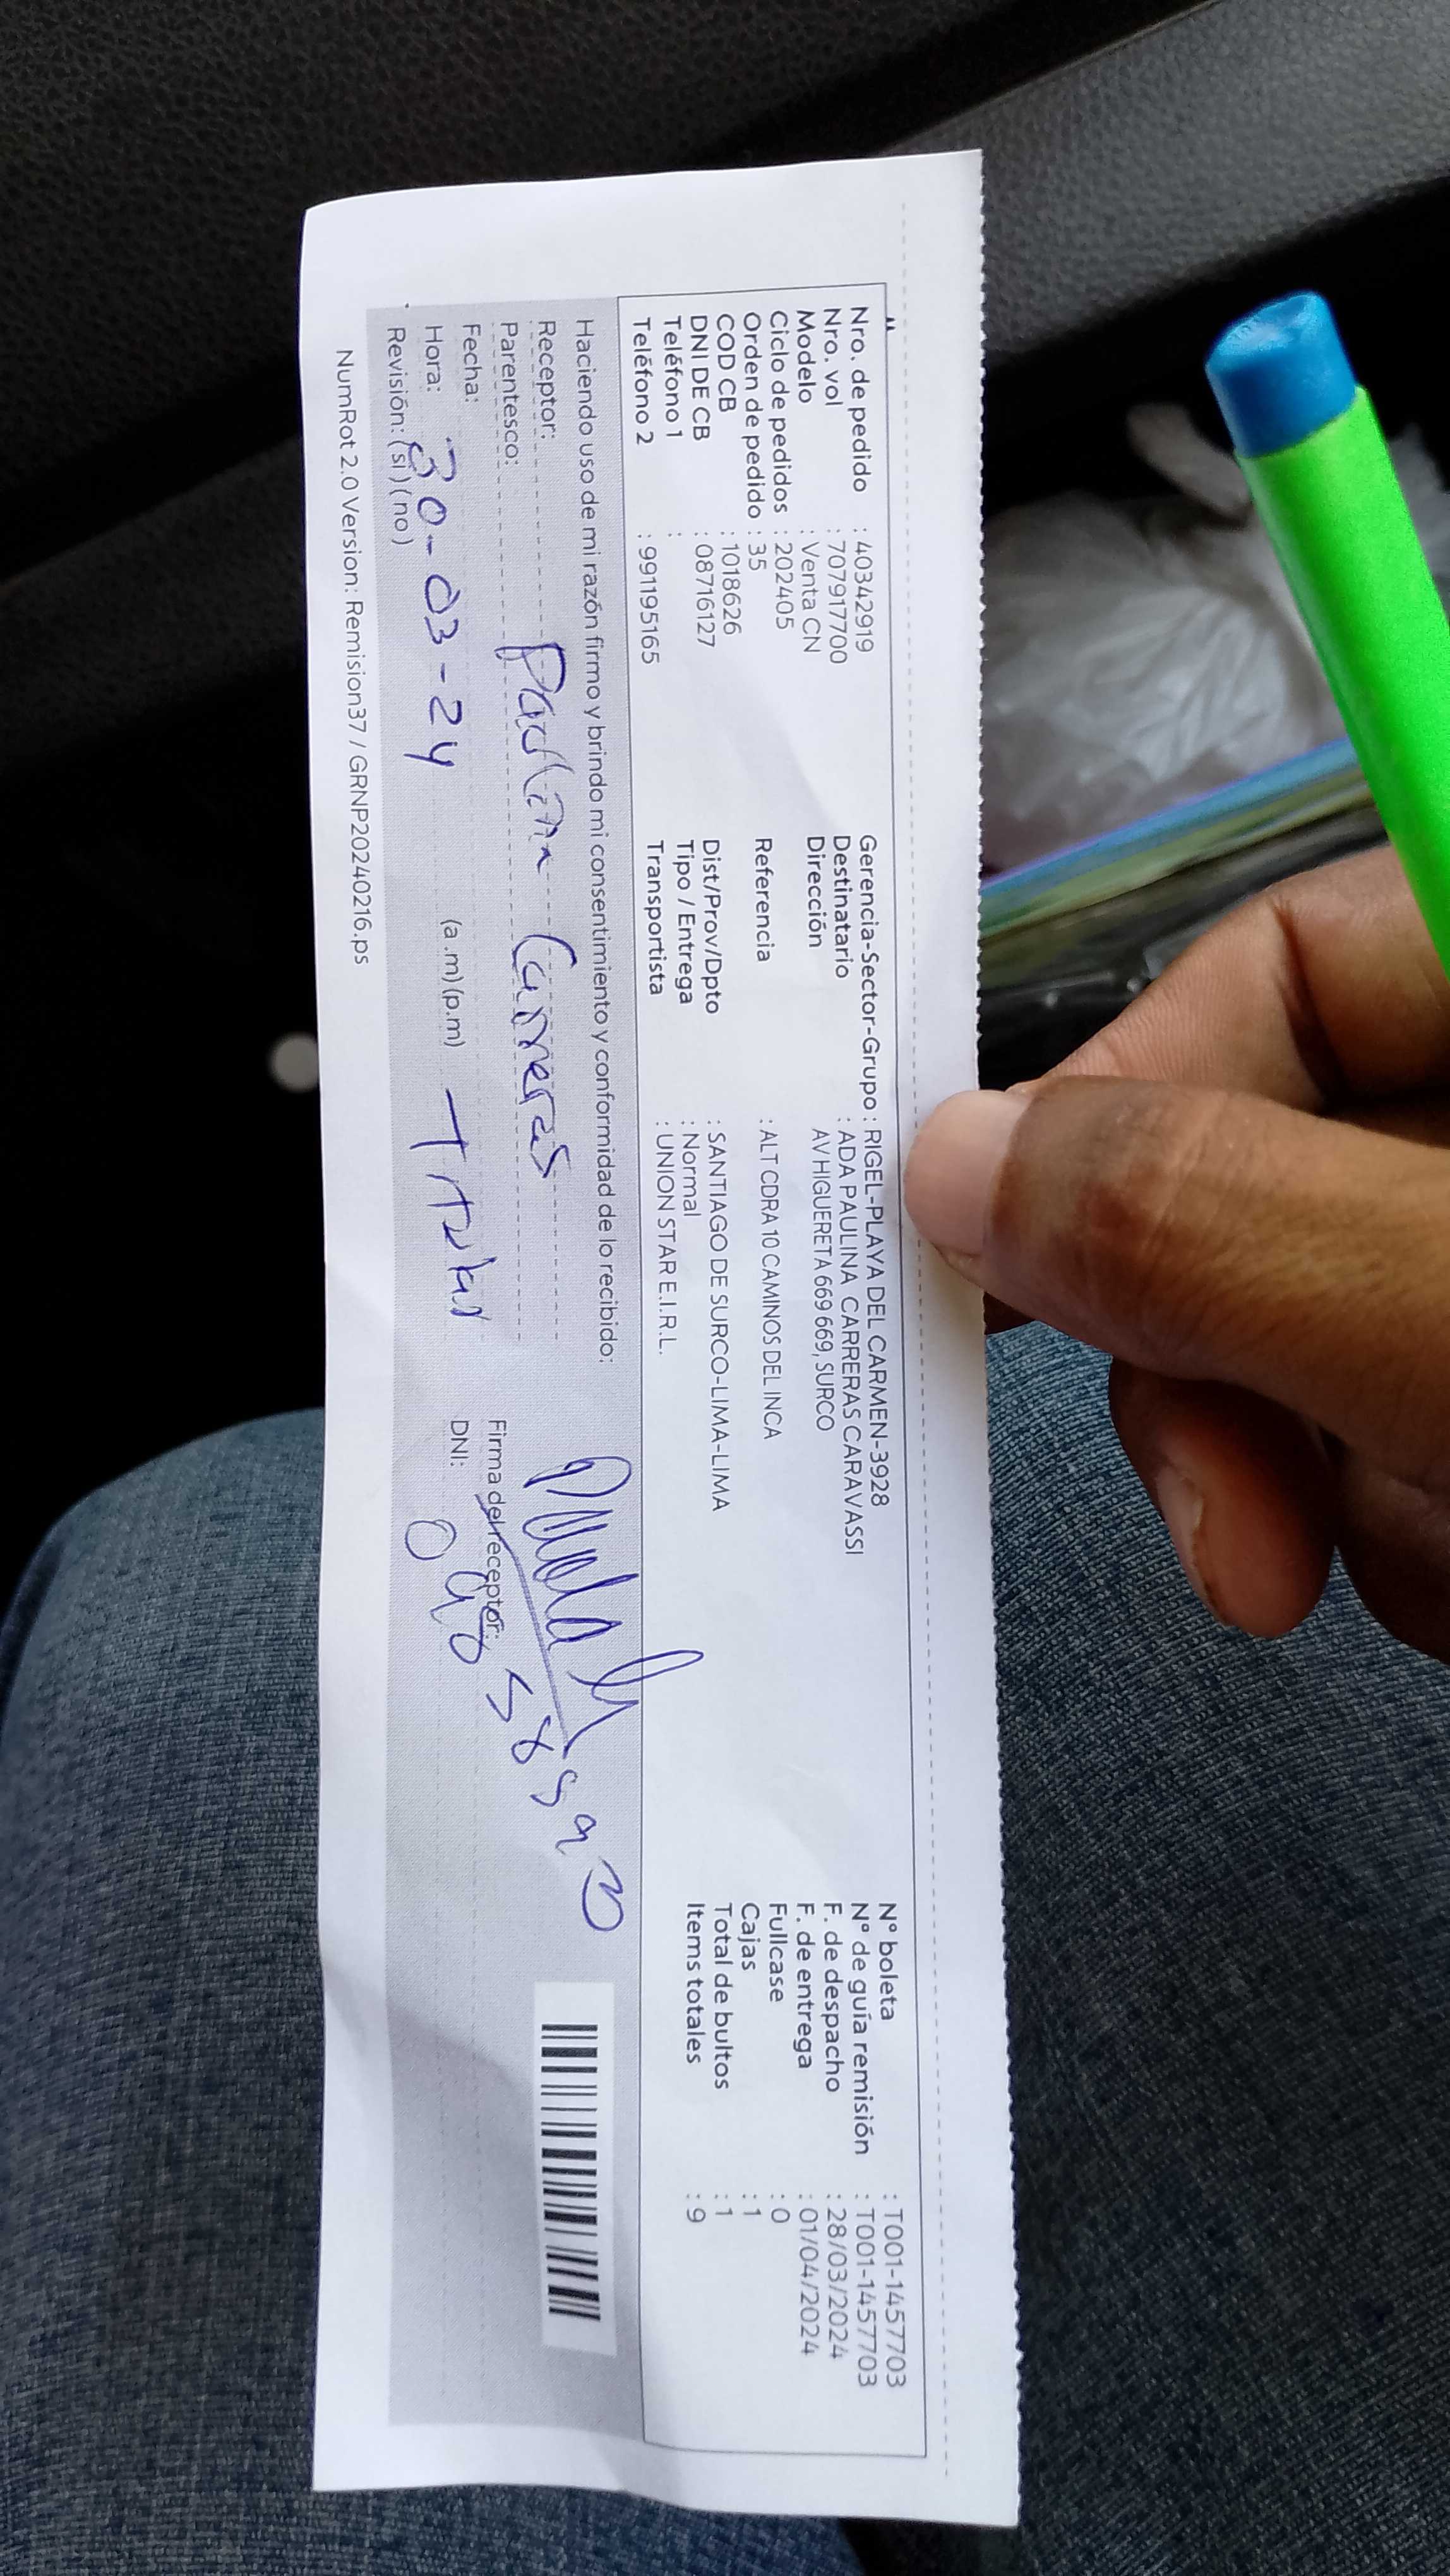 Nro. de pedido : 40342919
Nro. vol : 707917700
Modelo : Venta CN
Ciclo de pedidos : 202405
Orden de pedido : 35
COD CB : 1018626
DNI DE CB : 08716127
Teléfono 1 :
Teléfono 2 : 991195165
Gerencia-Sector-Grupo : RIGEL-PLAYA DEL CARMEN-3928
Destinatario : ADA PAULINA CARRERAS CARAVASSI
Dirección AV HIGUERETA 669 669, SURCO
Referencia : ALT CDRA 10 CAMINOS DEL INCA
Dist/Prov/Dpto : SANTIAGO DE SURCO-LIMA-LIMA
Tipo / Entrega : Normal
Transportista : UNION STAR E.I.R.L.
Nº boleta : T001-1457703
Nº de guía remisión : T001-1457703
F. de despacho : 28/03/2024
F. de entrega : 01/04/2024
Fullcase : 0
Cajas : 1
Total de bultos : 1
Items totales : 9
Haciendo uso de mi razón firmo y brindo mi consentimiento y conformidad de lo recibido:
Receptor: Paulina Carreras
Parentesco:
Fecha:
Hora: 30-03-24 (a.m) (p.m)
Revisión: (si) (no)
Firma del receptor:
DNI:
NumRot 2.0 Version: Remision37 / GRNP20240216.ps